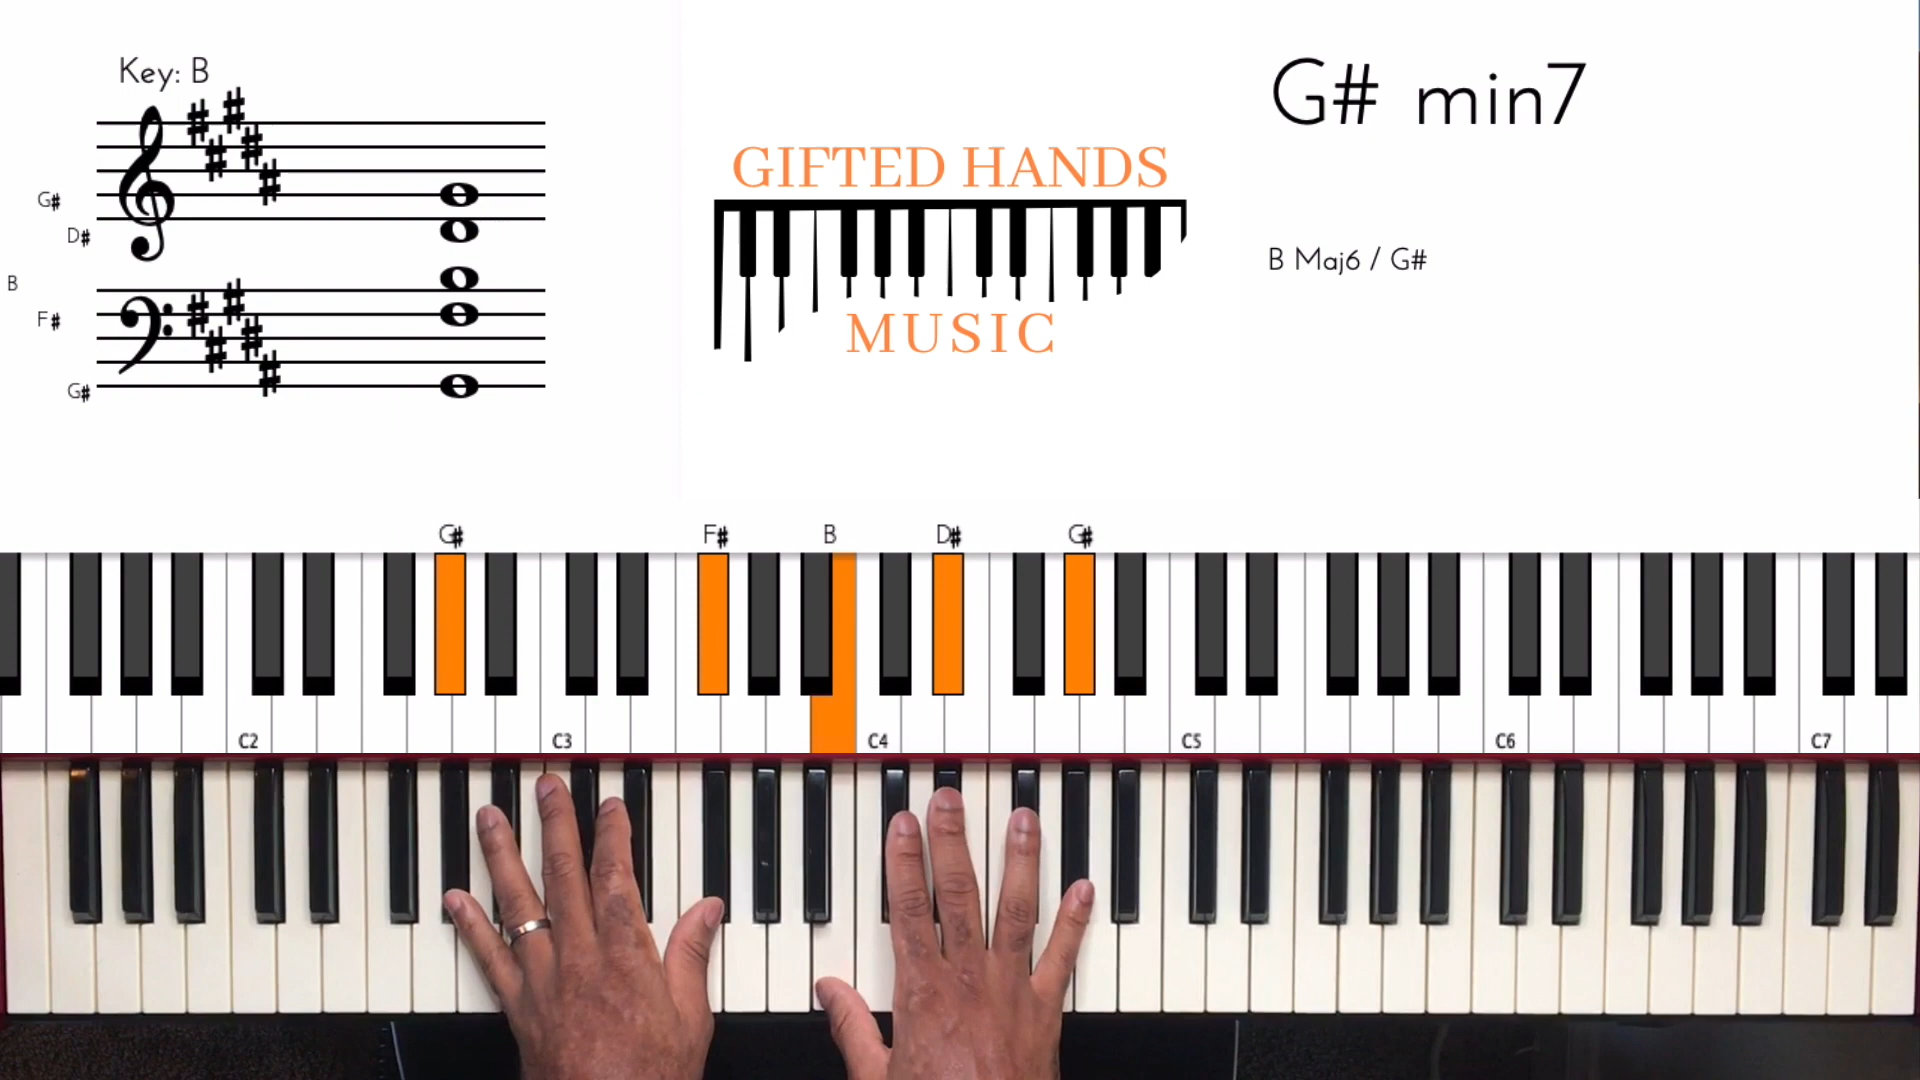 Key: B
G#
D#
B
F#
G#
GIFTED HANDS
MUSIC
G# min7
B Maj6 / G#
G# F# B D# G#
C2 C3 C4 C5 C6 C7